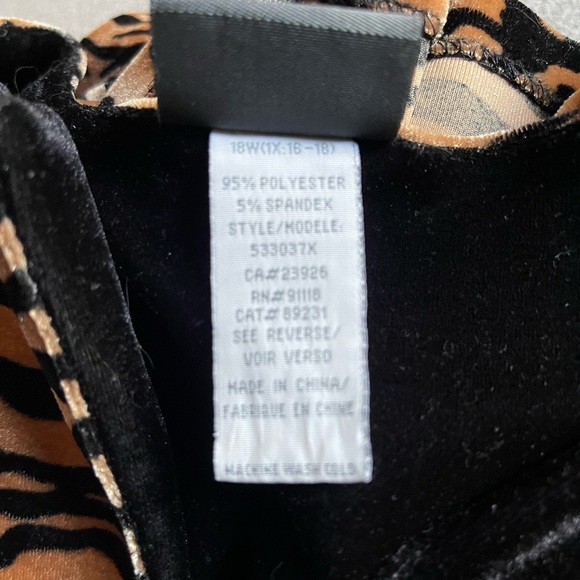 18W(1X:16-18)
95% POLYESTER
5% SPANDEX
STYLE/MODELE:
533037X
CA#23926
RN#91118
CAT#89231
SEE REVERSE/
VOIR VERSO
MADE IN CHINA/
FABRIQUE EN CHINE
MACHINE WASH COLD